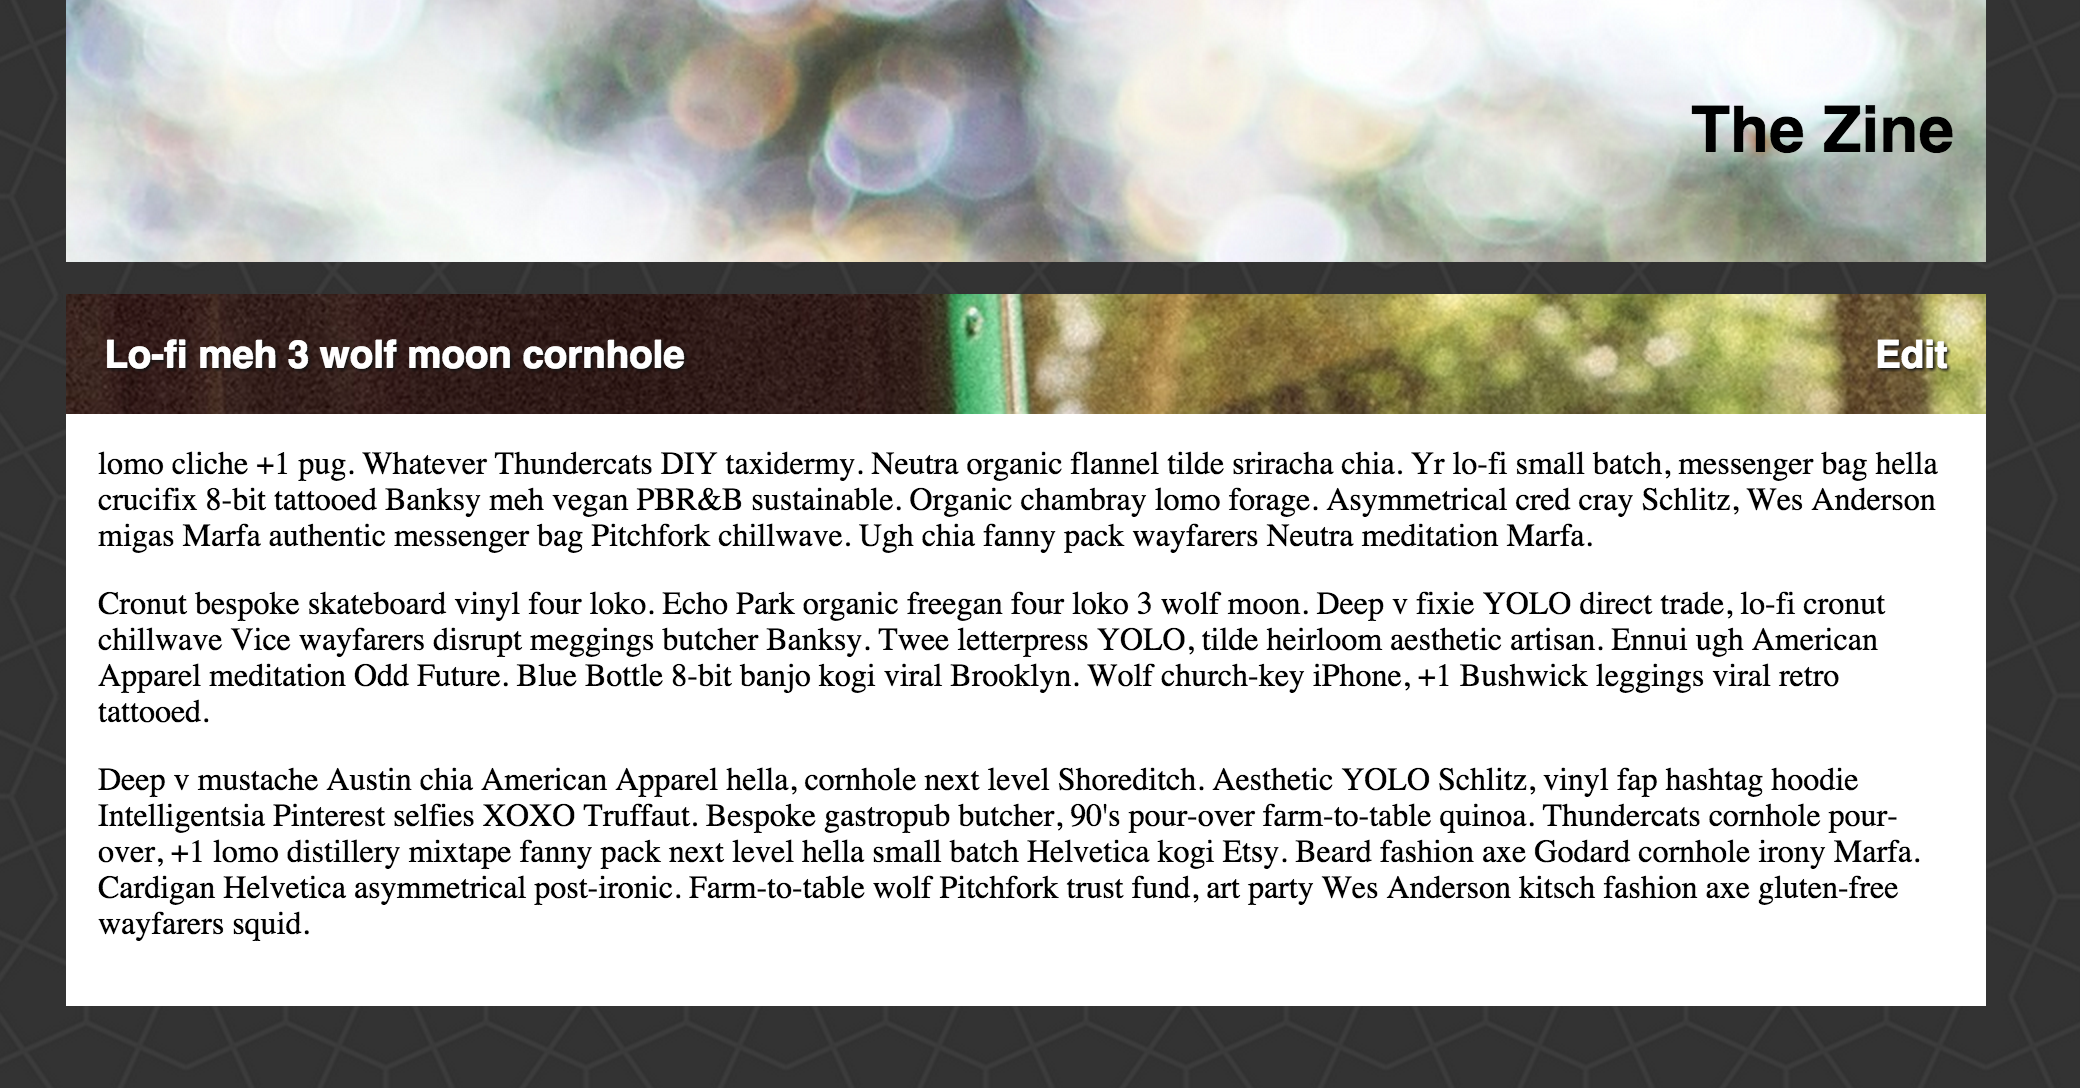 The Zine
Lo-fi meh 3 wolf moon cornhole
Edit
lomo cliche +1 pug. Whatever Thundercats DIY taxidermy. Neutra organic flannel tilde sriracha chia. Yr lo-fi small batch, messenger bag hella
crucifix 8-bit tattooed Banksy meh vegan PBR&B sustainable. Organic chambray lomo forage. Asymmetrical cred cray Schlitz, Wes Anderson
migas Marfa authentic messenger bag Pitchfork chillwave. Ugh chia fanny pack wayfarers Neutra meditation Marfa.
Cronut bespoke skateboard vinyl four loko. Echo Park organic freegan four loko 3 wolf moon. Deep v fixie YOLO direct trade, lo-fi cronut
chillwave Vice wayfarers disrupt meggings butcher Banksy. Twee letterpress YOLO, tilde heirloom aesthetic artisan. Ennui ugh American
Apparel meditation Odd Future. Blue Bottle 8-bit banjo kogi viral Brooklyn. Wolf church-key iPhone, +1 Bushwick leggings viral retro
tattooed.
Deep v mustache Austin chia American Apparel hella, cornhole next level Shoreditch. Aesthetic YOLO Schlitz, vinyl fap hashtag hoodie
Intelligentsia Pinterest selfies XOXO Truffaut. Bespoke gastropub butcher, 90's pour-over farm-to-table quinoa. Thundercats cornhole pour-
over, +1 lomo distillery mixtape fanny pack next level hella small batch Helvetica kogi Etsy. Beard fashion axe Godard cornhole irony Marfa.
Cardigan Helvetica asymmetrical post-ironic. Farm-to-table wolf Pitchfork trust fund, art party Wes Anderson kitsch fashion axe gluten-free
wayfarers squid.